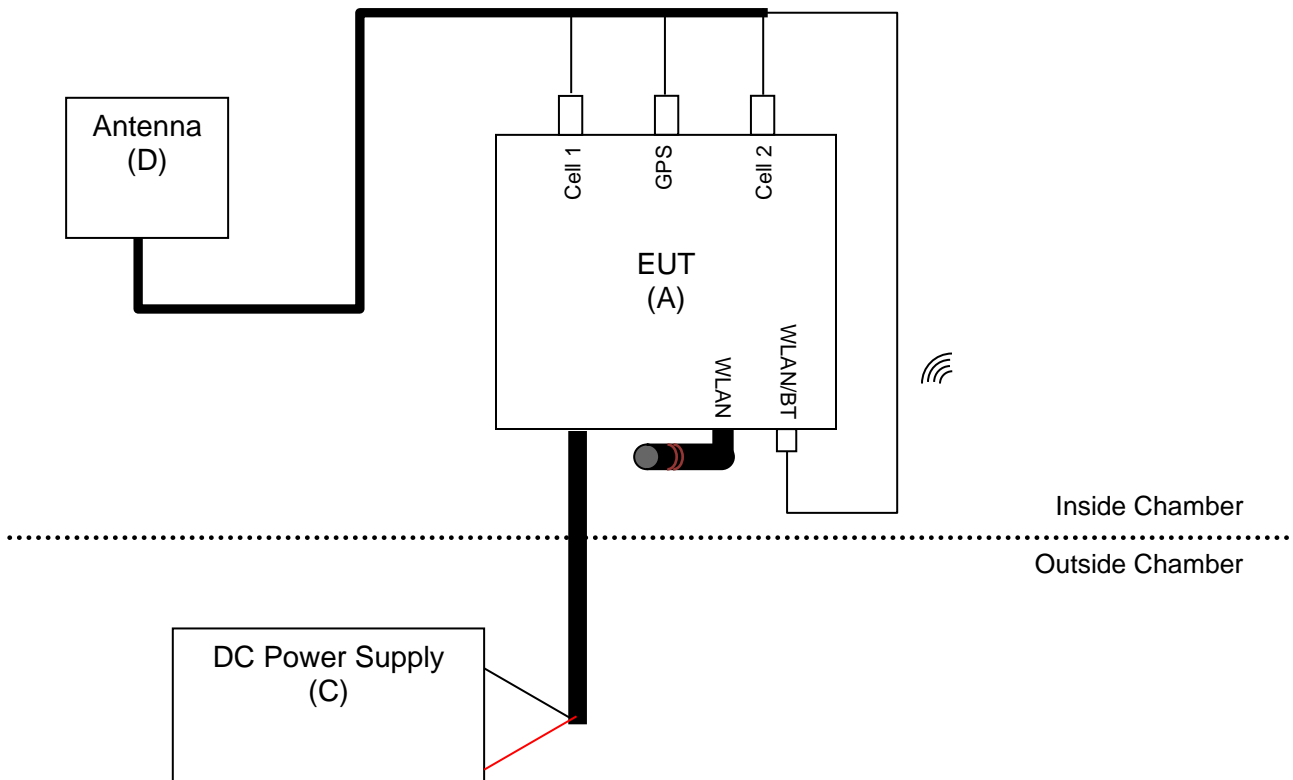 Antenna
(D)
Cell 1
GPS
Cell 2
EUT
(A)
WLAN
WLAN/BT
Inside Chamber
Outside Chamber
DC Power Supply
(C)